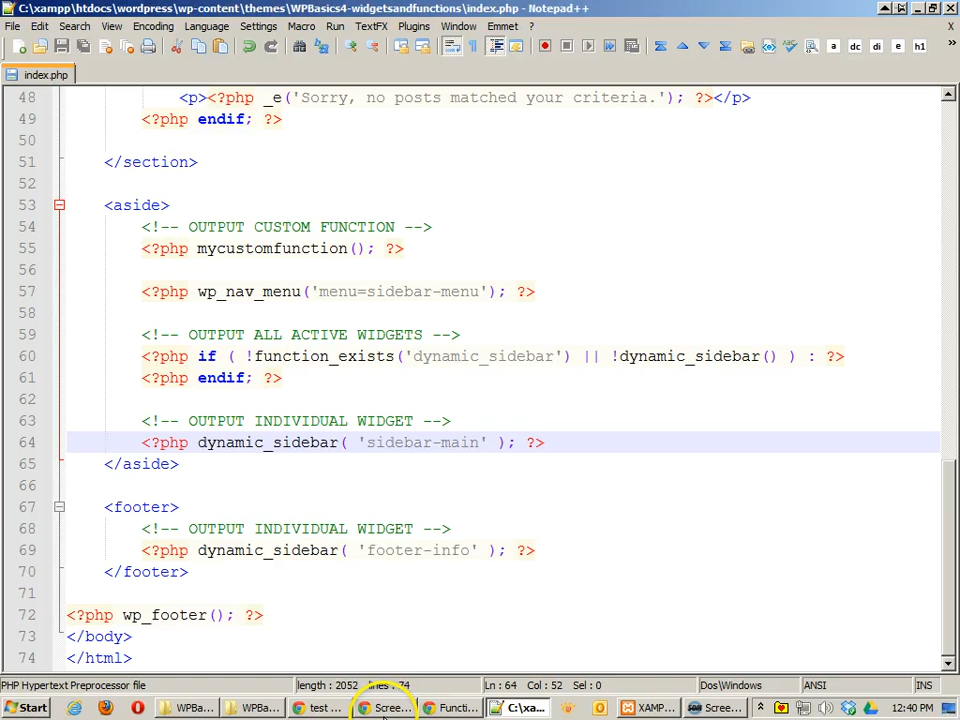 C:\xampp\htdocs\wordpress\wp-content\themes\WPBasics4-widgetsandfunctions\index.php - Notepad++
File Edit Search View Encoding Language Settings Macro Run TextFX Plugins Window Emmet ? X
a dc di e h1 »
index.php
48 <p><?php _e('Sorry, no posts matched your criteria.'); ?></p>
49 <?php endif; ?>
50
51 </section>
52
53 <aside>
54 <!-- OUTPUT CUSTOM FUNCTION -->
55 <?php mycustomfunction(); ?>
56
57 <?php wp_nav_menu('menu=sidebar-menu'); ?>
58
59 <!-- OUTPUT ALL ACTIVE WIDGETS -->
60 <?php if ( !function_exists('dynamic_sidebar') || !dynamic_sidebar() ) : ?>
61 <?php endif; ?>
62
63 <!-- OUTPUT INDIVIDUAL WIDGET -->
64 <?php dynamic_sidebar( 'sidebar-main' ); ?>
65 </aside>
66
67 <footer>
68 <!-- OUTPUT INDIVIDUAL WIDGET -->
69 <?php dynamic_sidebar( 'footer-info' ); ?>
70 </footer>
71
72 <?php wp_footer(); ?>
73 </body>
74 </html>
PHP Hypertext Preprocessor file length : 2052 lines : 74 Ln : 64 Col : 52 Sel : 0 Dos\Windows ANSI INS
Start WPBa... WPBa... test ... Scree... Functi... C:\xa... XAMP... Scree... 12:40 PM